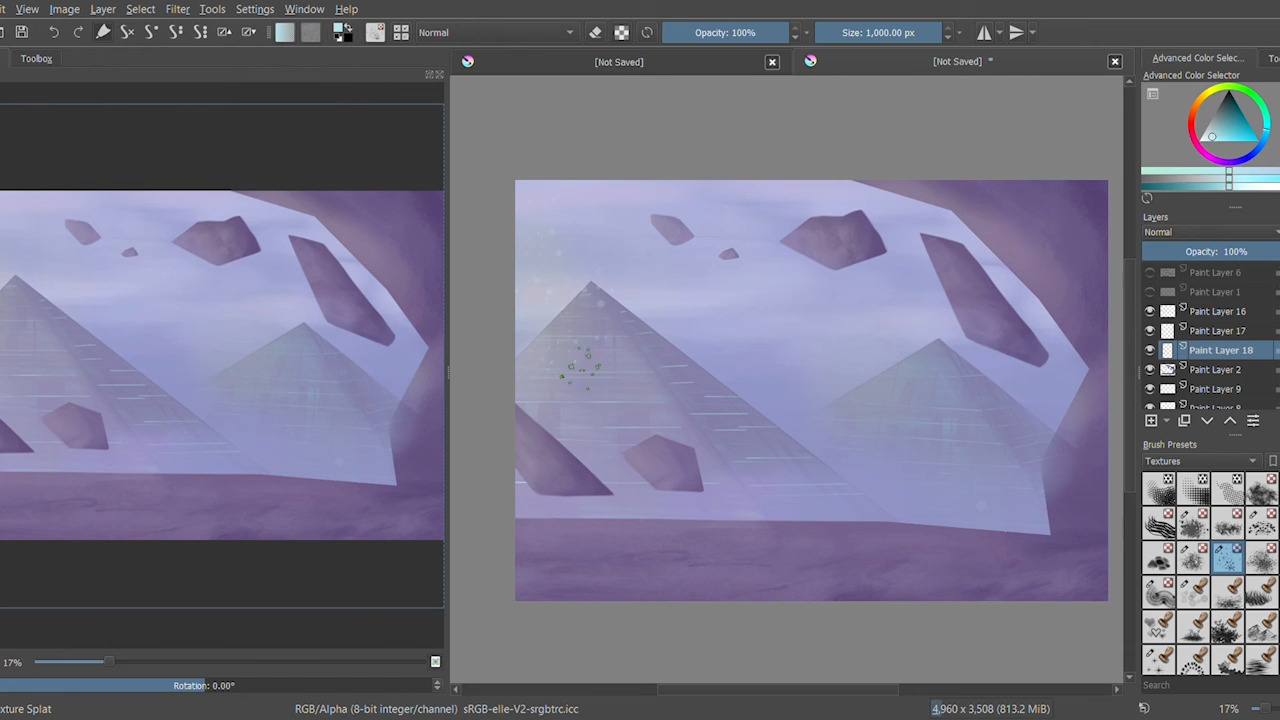 View Image Layer Select Filter Tools Settings Window Help
Normal Opacity: 100% Size: 1,000.00 px
Toolbox
[Not Saved] [Not Saved] *
Advanced Color Selec...
Advanced Color Selector
Layers
Normal
Opacity: 100%
Paint Layer 6
Paint Layer 1
Paint Layer 16
Paint Layer 17
Paint Layer 18
Paint Layer 2
Paint Layer 9
Brush Presets
Textures
Search
17%
Rotation: 0.00°
xture Splat RGB/Alpha (8-bit integer/channel) sRGB-elle-V2-srgbtrc.icc 4,960 x 3,508 (813.2 MiB) 17%